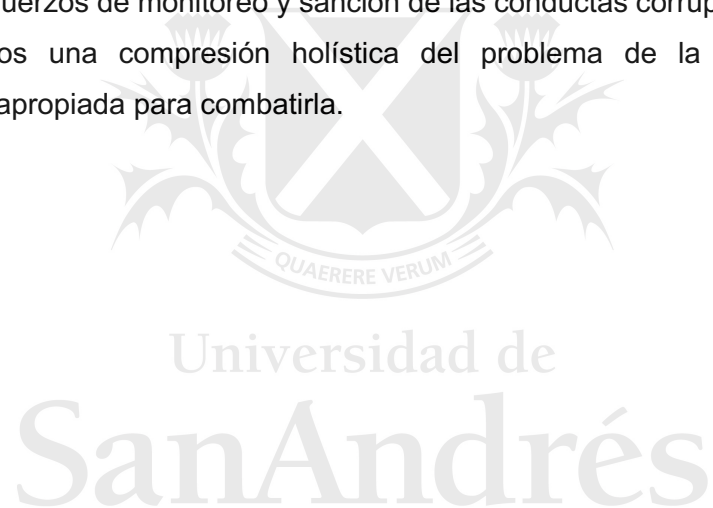 uerzos de monitoreo y sanción de las conductas corrup
os una compresión holística del problema de la
apropiada para combatirla.
QUAERERE VERUM
Universidad de
SanAndrés